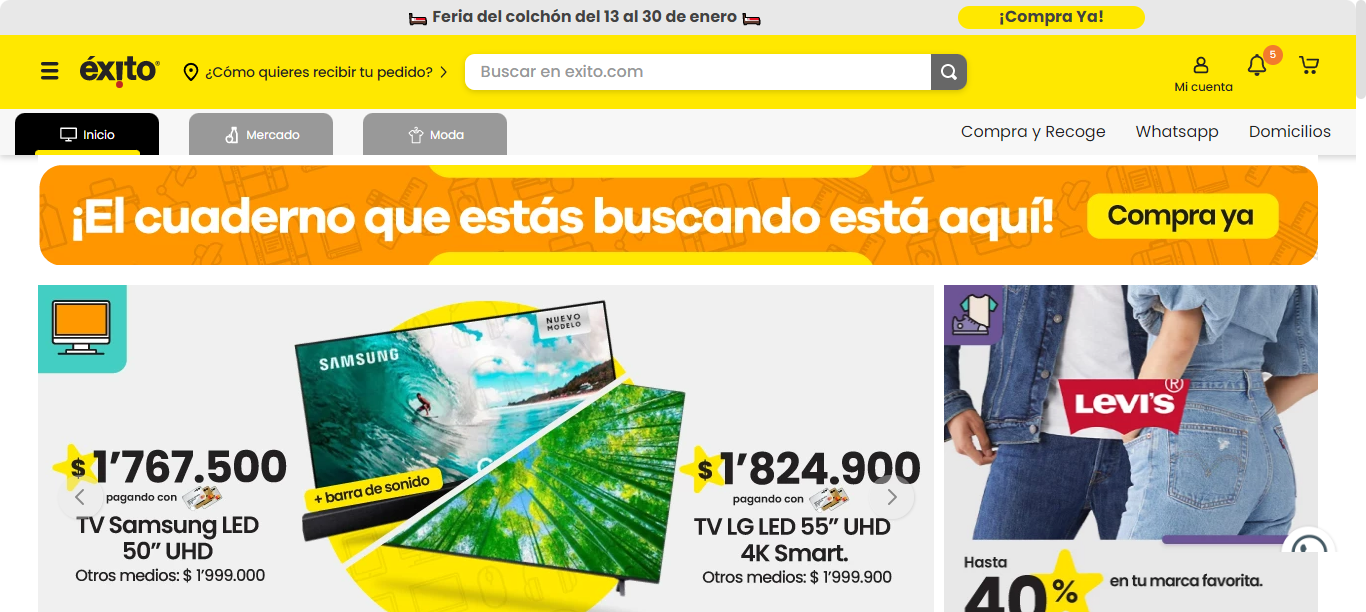 Feria del colchón del 13 al 30 de enero
¡Compra Ya!
éxito
¿Cómo quieres recibir tu pedido?
Buscar en exito.com
5
Mi cuenta
Inicio
Mercado
Moda
Compra y Recoge
Whatsapp
Domicilios
¡El cuaderno que estás buscando está aquí!
Compra ya
NUEVO
MODELO
SAMSUNG
+ barra de sonido
$ 1’767.500
pagando con
TV Samsung LED
50” UHD
Otros medios: $ 1’999.000
$ 1’824.900
pagando con
TV LG LED 55” UHD
4K Smart.
Otros medios: $ 1’999.900
LEVI'S®
Hasta
40%
en tu marca favorita.